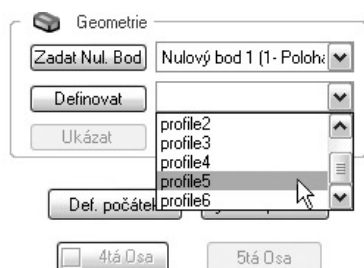 Geometrie
Zadat Nul. Bod Nulový bod 1 (1- Poloha
Definovat
Ukázat
profile2
profile3
profile4
profile5
profile6
Def. počátek
4tá Osa 5tá Osa